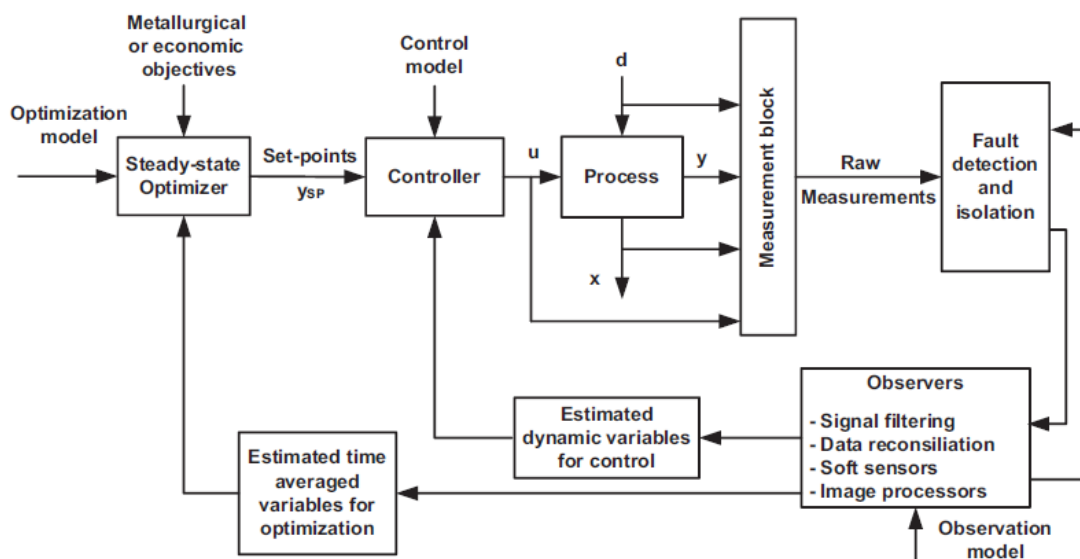 Metallurgical
or economic
objectives
Optimization
model
Steady-state
Optimizer
Set-points
ySP
Control
model
Controller
u
d
Process
y
x
Measurement block
Raw
Measurements
Fault
detection
and
isolation
Observers
- Signal filtering
- Data reconsiliation
- Soft sensors
- Image processors
Estimated
dynamic variables
for control
Estimated time
averaged
variables for
optimization
Observation
model